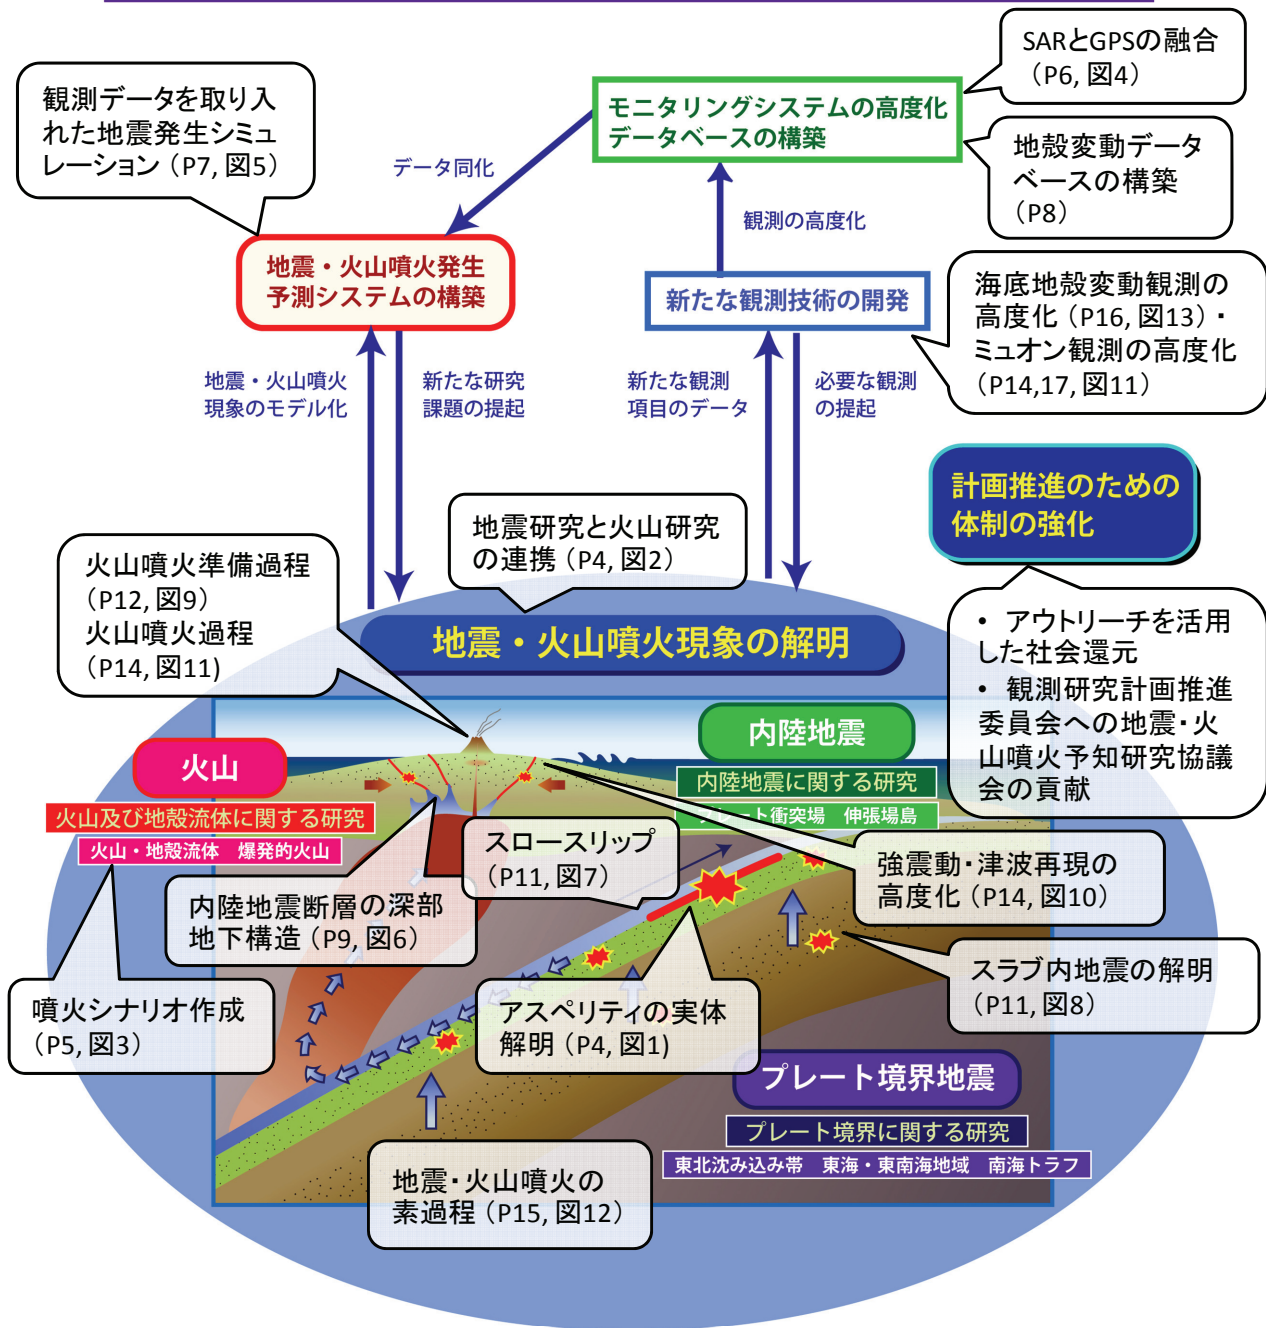 SARとGPSの融合
（P6, 図4）
観測データを取り入
れた地震発生シミュ
レーション（P7, 図5）
モニタリングシステムの高度化
データベースの構築
地殻変動データ
ベースの構築
（P8）
データ同化
観測の高度化
地震・火山噴火発生
予測システムの構築
新たな観測技術の開発
海底地殻変動観測の
高度化（P16, 図13）・
ミュオン観測の高度化
（P14,17, 図11）
地震・火山噴火
現象のモデル化
新たな研究
課題の提起
新たな観測
項目のデータ
必要な観測
の提起
計画推進のための
体制の強化
地震研究と火山研究
の連携（P4, 図2）
火山噴火準備過程
（P12, 図9）
火山噴火過程
（P14, 図11)
地震・火山噴火現象の解明
• アウトリーチを活用
した社会還元
• 観測研究計画推進
委員会への地震・火
山噴火予知研究協議
会の貢献
火山
火山及び地殻流体に関する研究
火山・地殻流体　爆発的火山
内陸地震
内陸地震に関する研究
プレート衝突場　伸張場島
スロースリップ
（P11, 図7）
強震動・津波再現の
高度化（P14, 図10）
内陸地震断層の深部
地下構造（P9, 図6）
スラブ内地震の解明
（P11, 図8）
噴火シナリオ作成
（P5, 図3）
アスペリティの実体
解明（P4, 図1)
プレート境界地震
プレート境界に関する研究
東北沈み込み帯　東海・東南海地域　南海トラフ
地震・火山噴火の
素過程（P15, 図12）